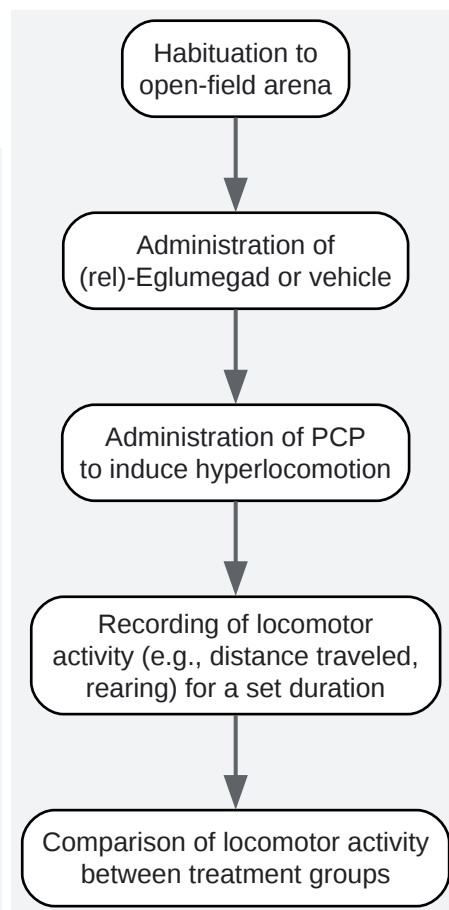 Habituation to
open-field arena
Administration of
(rel)-Eglumegad or vehicle
Administration of PCP
to induce hyperlocomotion
Recording of locomotor
activity (e.g., distance traveled,
rearing) for a set duration
Comparison of locomotor activity
between treatment groups